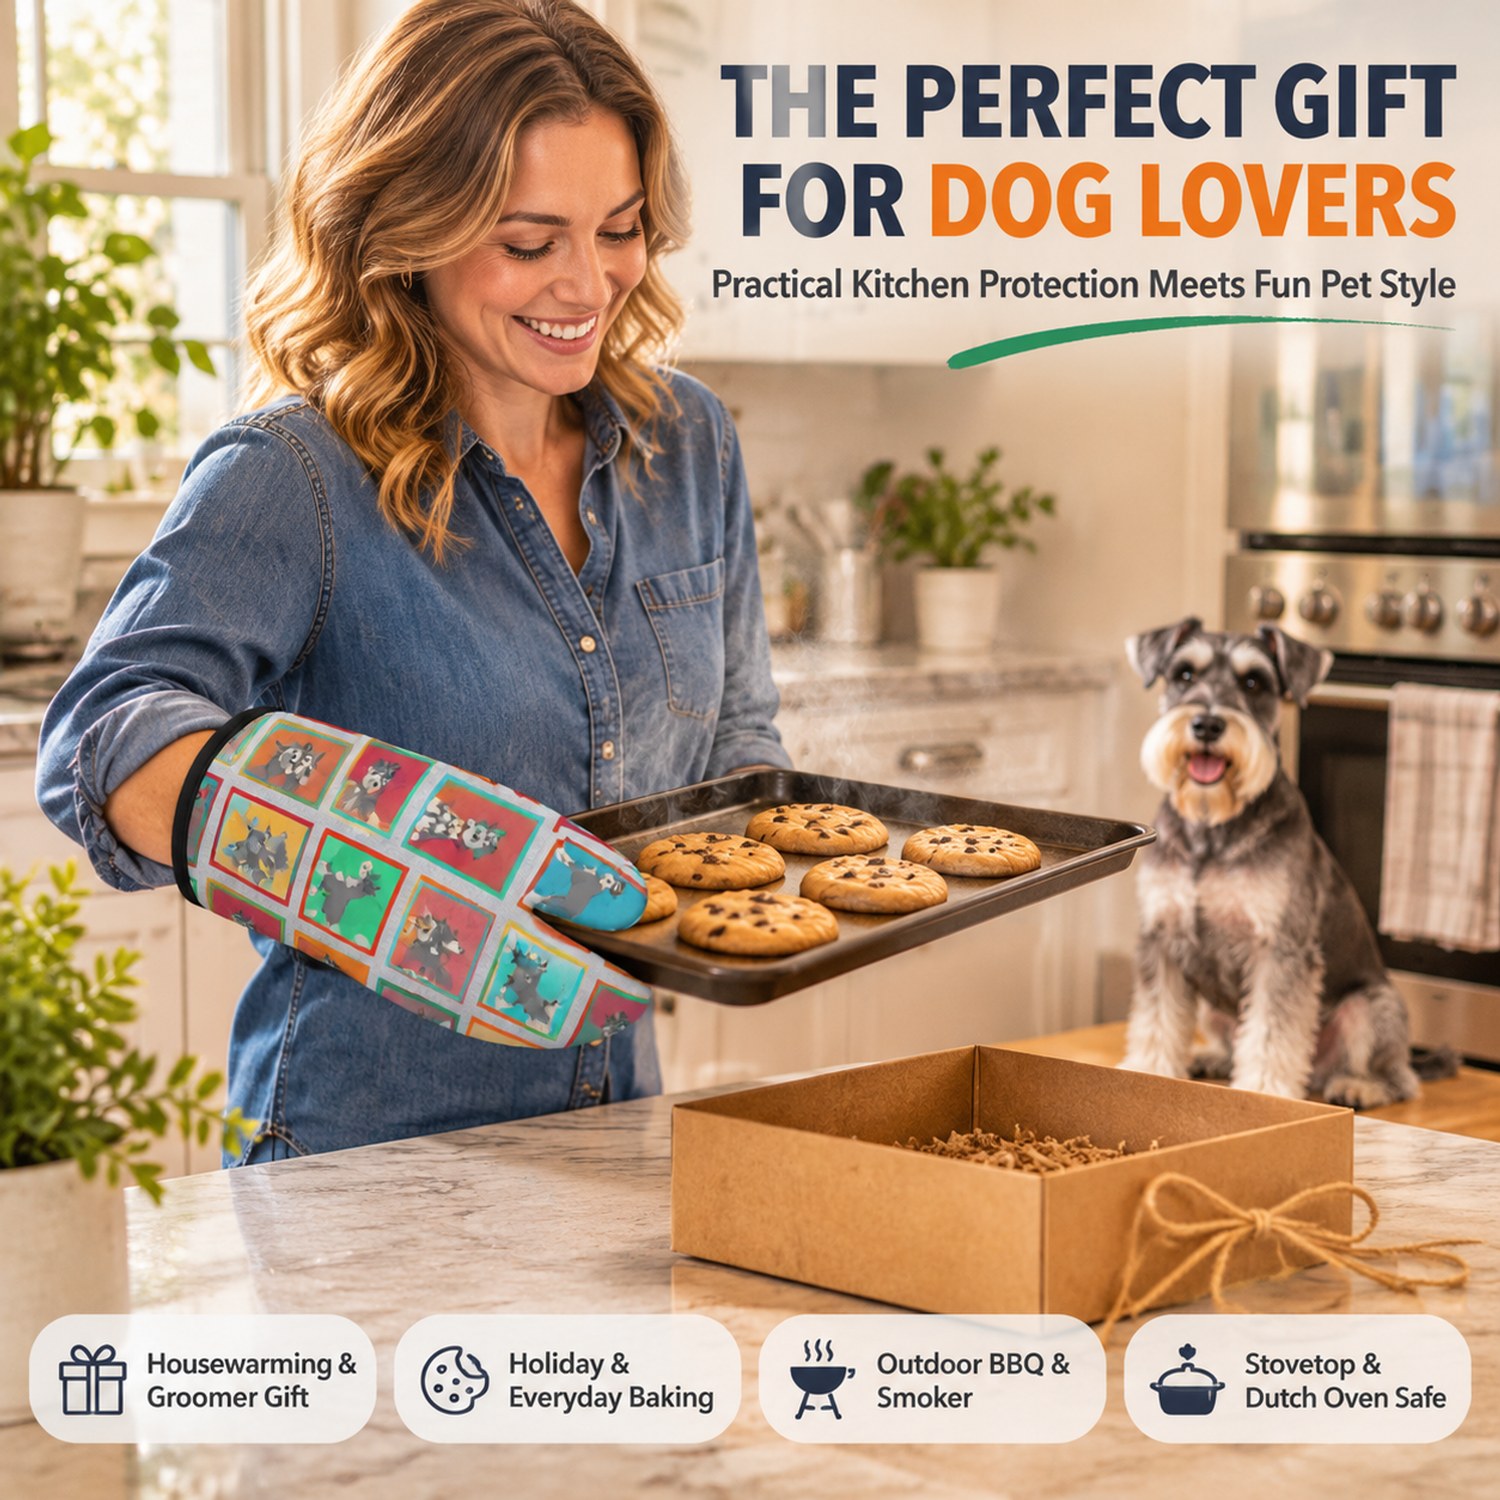 THE PERFECT GIFT
FOR DOG LOVERS
Practical Kitchen Protection Meets Fun Pet Style
Housewarming &
Groomer Gift
Holiday &
Everyday Baking
Outdoor BBQ &
Smoker
Stovetop &
Dutch Oven Safe